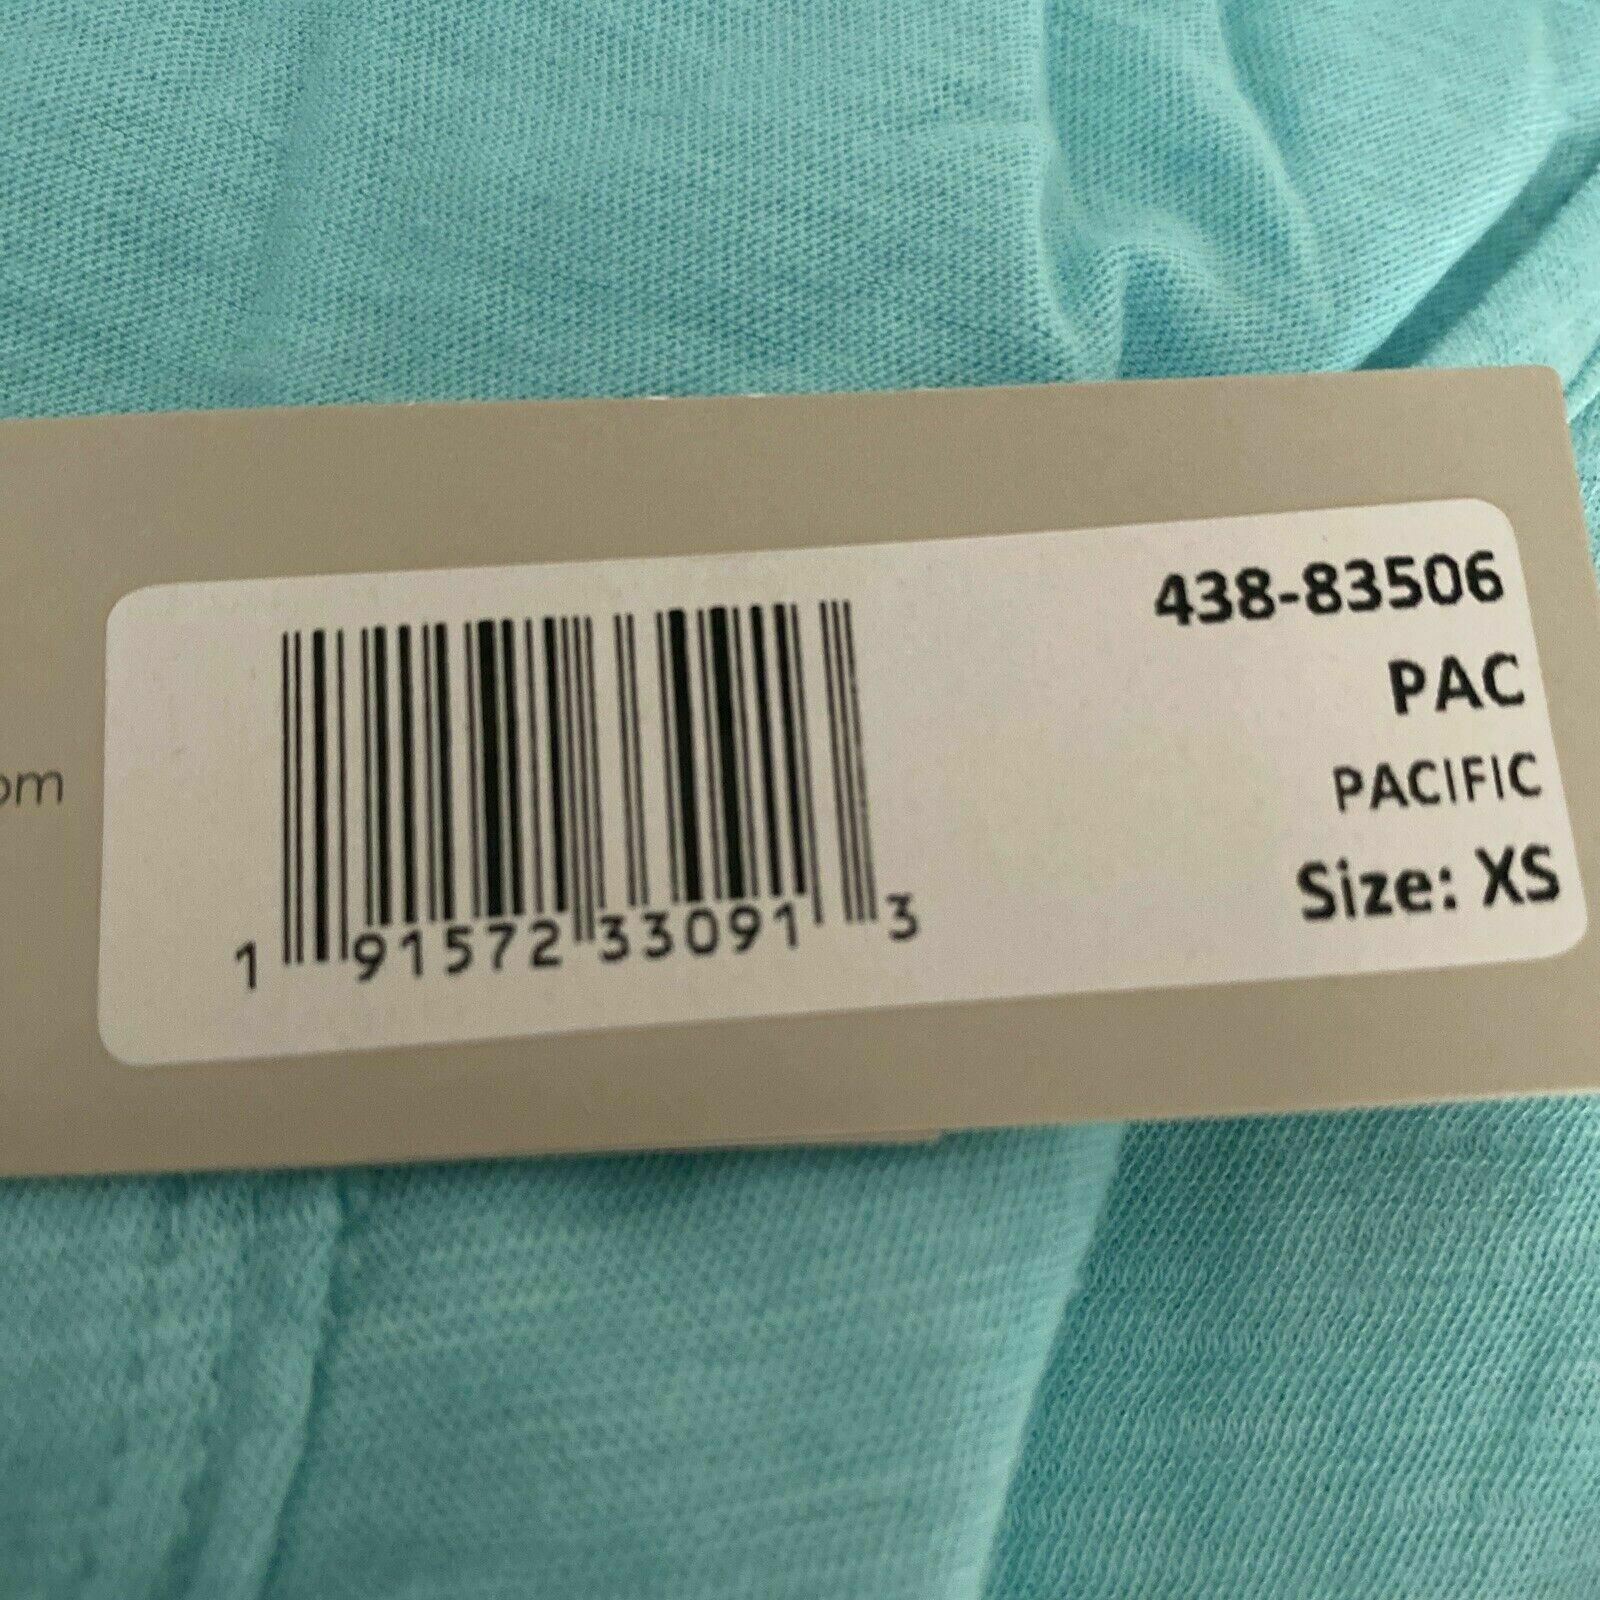 438-83506
PAC
PACIFIC
Size: XS
om
1 91572 33091 3